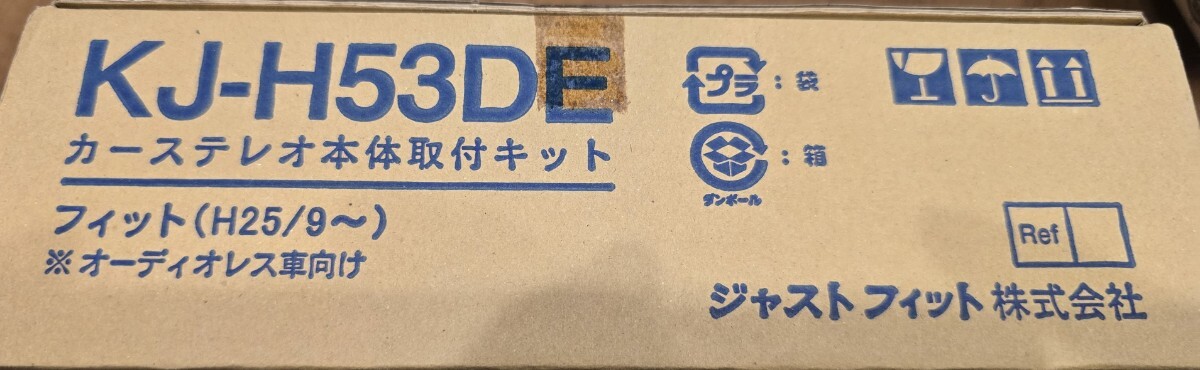 KJ-H53DE
カーステレオ本体取付キット
フィット(H25/9～)
※オーディオレス車向け
プラ:袋
:箱
ダンボール
Ref
ジャストフィット株式会社